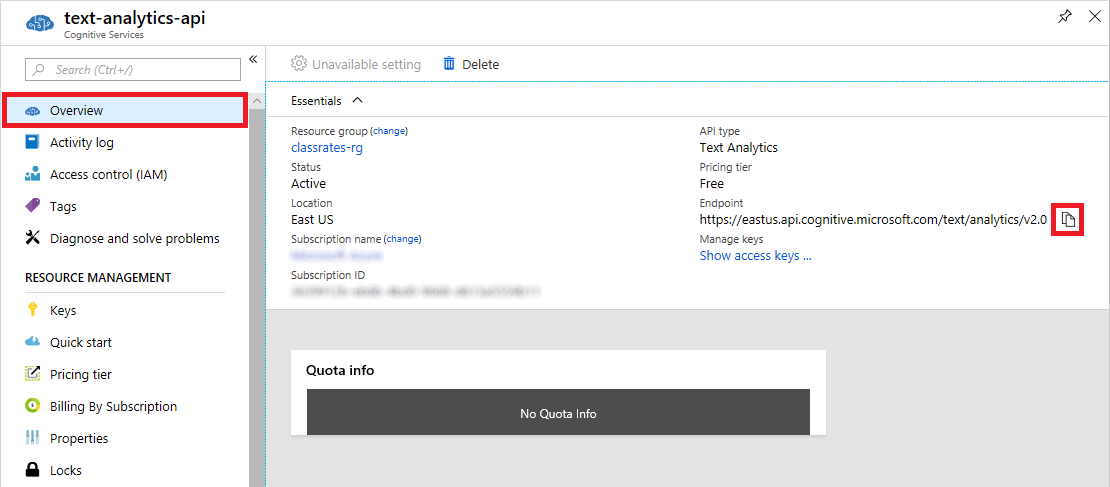 text-analytics-api
Cognitive Services
Search (Ctrl+/)
Overview
Activity log
Access control (IAM)
Tags
Diagnose and solve problems
RESOURCE MANAGEMENT
Keys
Quick start
Pricing tier
Billing By Subscription
Properties
Locks
Unavailable setting Delete
Essentials
Resource group (change)
classrates-rg
Status
Active
Location
East US
Subscription name (change)
Subscription ID
API type
Text Analytics
Pricing tier
Free
Endpoint
https://eastus.api.cognitive.microsoft.com/text/analytics/v2.0
Manage keys
Show access keys ...
Quota info
No Quota Info